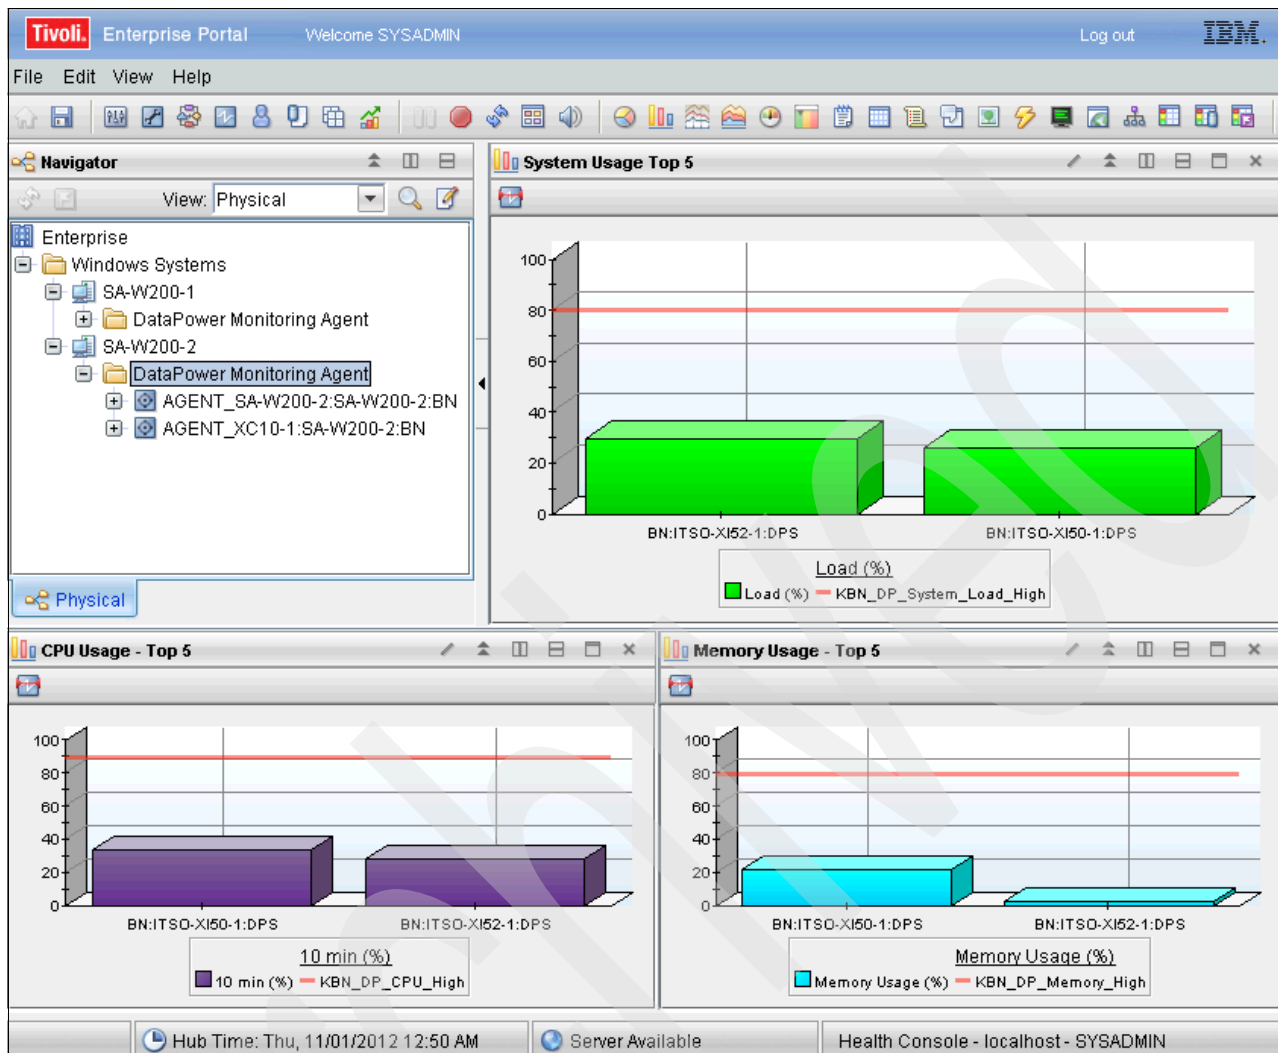 Tivoli. Enterprise Portal Welcome SYSADMIN Log out IBM.
File Edit View Help
Navigator
View: Physical
Enterprise
Windows Systems
SA-W200-1
DataPower Monitoring Agent
SA-W200-2
DataPower Monitoring Agent
AGENT_SA-W200-2:SA-W200-2:BN
AGENT_XC10-1:SA-W200-2:BN
Physical
System Usage Top 5
100
80
60
40
20
0
BN:ITSO-XI52-1:DPS BN:ITSO-XI50-1:DPS
Load (%)
Load (%) KBN_DP_System_Load_High
CPU Usage - Top 5
100
80
60
40
20
0
BN:ITSO-XI50-1:DPS BN:ITSO-XI52-1:DPS
10 min (%)
10 min (%) KBN_DP_CPU_High
Memory Usage - Top 5
100
80
60
40
20
0
BN:ITSO-XI50-1:DPS BN:ITSO-XI52-1:DPS
Memory Usage (%)
Memory Usage (%) KBN_DP_Memory_High
Hub Time: Thu, 11/01/2012 12:50 AM Server Available Health Console - localhost - SYSADMIN